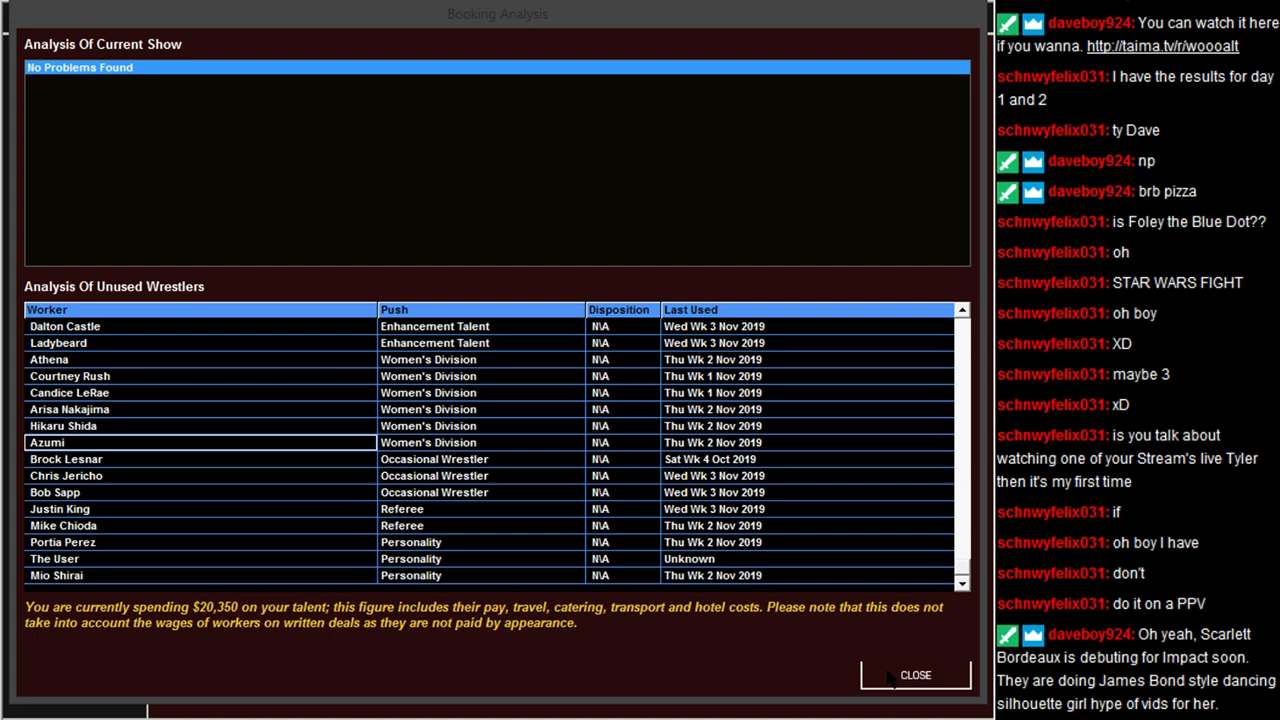 Booking Analysis
Analysis Of Current Show
No Problems Found
Analysis Of Unused Wrestlers
Worker Push Disposition Last Used
Dalton Castle Enhancement Talent N\A Wed Wk 3 Nov 2019
Ladybeard Enhancement Talent N\A Wed Wk 3 Nov 2019
Athena Women's Division N\A Thu Wk 2 Nov 2019
Courtney Rush Women's Division N\A Thu Wk 1 Nov 2019
Candice LeRae Women's Division N\A Thu Wk 1 Nov 2019
Arisa Nakajima Women's Division N\A Thu Wk 2 Nov 2019
Hikaru Shida Women's Division N\A Thu Wk 2 Nov 2019
Azumi Women's Division N\A Thu Wk 2 Nov 2019
Brock Lesnar Occasional Wrestler N\A Sat Wk 4 Oct 2019
Chris Jericho Occasional Wrestler N\A Wed Wk 3 Nov 2019
Bob Sapp Occasional Wrestler N\A Wed Wk 3 Nov 2019
Justin King Referee N\A Wed Wk 3 Nov 2019
Mike Chioda Referee N\A Thu Wk 2 Nov 2019
Portia Perez Personality N\A Thu Wk 2 Nov 2019
The User Personality N\A Unknown
Mio Shirai Personality N\A Thu Wk 2 Nov 2019
You are currently spending $20,350 on your talent; this figure includes their pay, travel, catering, transport and hotel costs. Please note that this does not
take into account the wages of workers on written deals as they are not paid by appearance.
CLOSE
daveboy924: You can watch it here
if you wanna. http://taima.tv/r/woooalt
schnwyfelix031: I have the results for day
1 and 2
schnwyfelix031: ty Dave
daveboy924: np
daveboy924: brb pizza
schnwyfelix031: is Foley the Blue Dot??
schnwyfelix031: oh
schnwyfelix031: STAR WARS FIGHT
schnwyfelix031: oh boy
schnwyfelix031: XD
schnwyfelix031: maybe 3
schnwyfelix031: xD
schnwyfelix031: is you talk about
watching one of your Stream's live Tyler
then it's my first time
schnwyfelix031: if
schnwyfelix031: oh boy I have
schnwyfelix031: don't
schnwyfelix031: do it on a PPV
daveboy924: Oh yeah, Scarlett
Bordeaux is debuting for Impact soon.
They are doing James Bond style dancing
silhouette girl hype of vids for her.